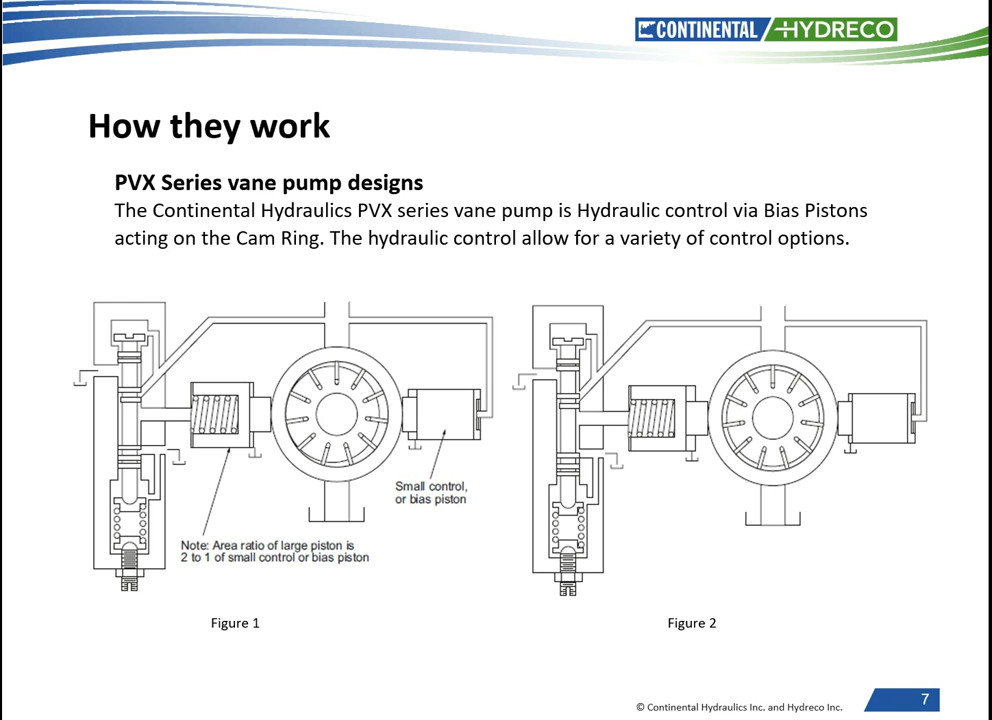 CONTINENTAL HYDRECO
How they work
PVX Series vane pump designs
The Continental Hydraulics PVX series vane pump is Hydraulic control via Bias Pistons
acting on the Cam Ring. The hydraulic control allow for a variety of control options.
Small control,
or bias piston
Note: Area ratio of large piston is
2 to 1 of small control or bias piston
Figure 1
Figure 2
© Continental Hydraulics Inc. and Hydreco Inc.
7